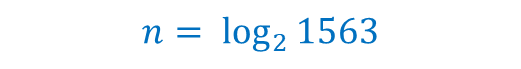 n = log₂ 1563